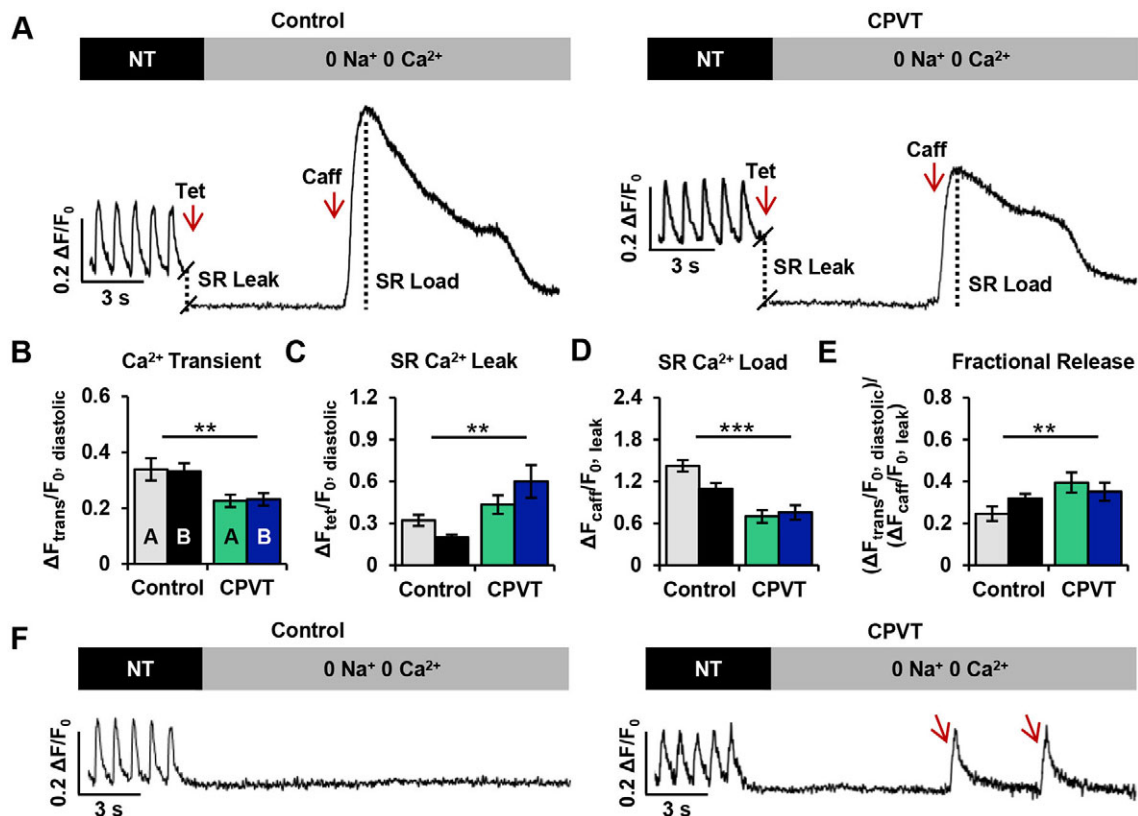 A
Control
CPVT
NT
0 Na⁺ 0 Ca²⁺
NT
0 Na⁺ 0 Ca²⁺
Tet
Caff
0.2 ΔF/F₀
3 s
SR Leak
SR Load
Tet
Caff
0.2 ΔF/F₀
3 s
SR Leak
SR Load
B
Ca²⁺ Transient
ΔF_trans/F₀, diastolic
0.6
0.4
0.2
0
**
A
B
A
B
Control
CPVT
C
SR Ca²⁺ Leak
ΔF_tet/F₀, diastolic
1.2
0.9
0.6
0.3
0
**
Control
CPVT
D
SR Ca²⁺ Load
ΔF_caff/F₀, leak
2.4
1.8
1.2
0.6
0
***
Control
CPVT
E
Fractional Release
(ΔF_trans/F₀, diastolic)/
(ΔF_caff/F₀, leak)
0.8
0.6
0.4
0.2
0
**
Control
CPVT
F
Control
CPVT
NT
0 Na⁺ 0 Ca²⁺
NT
0 Na⁺ 0 Ca²⁺
0.2 ΔF/F₀
3 s
0.2 ΔF/F₀
3 s